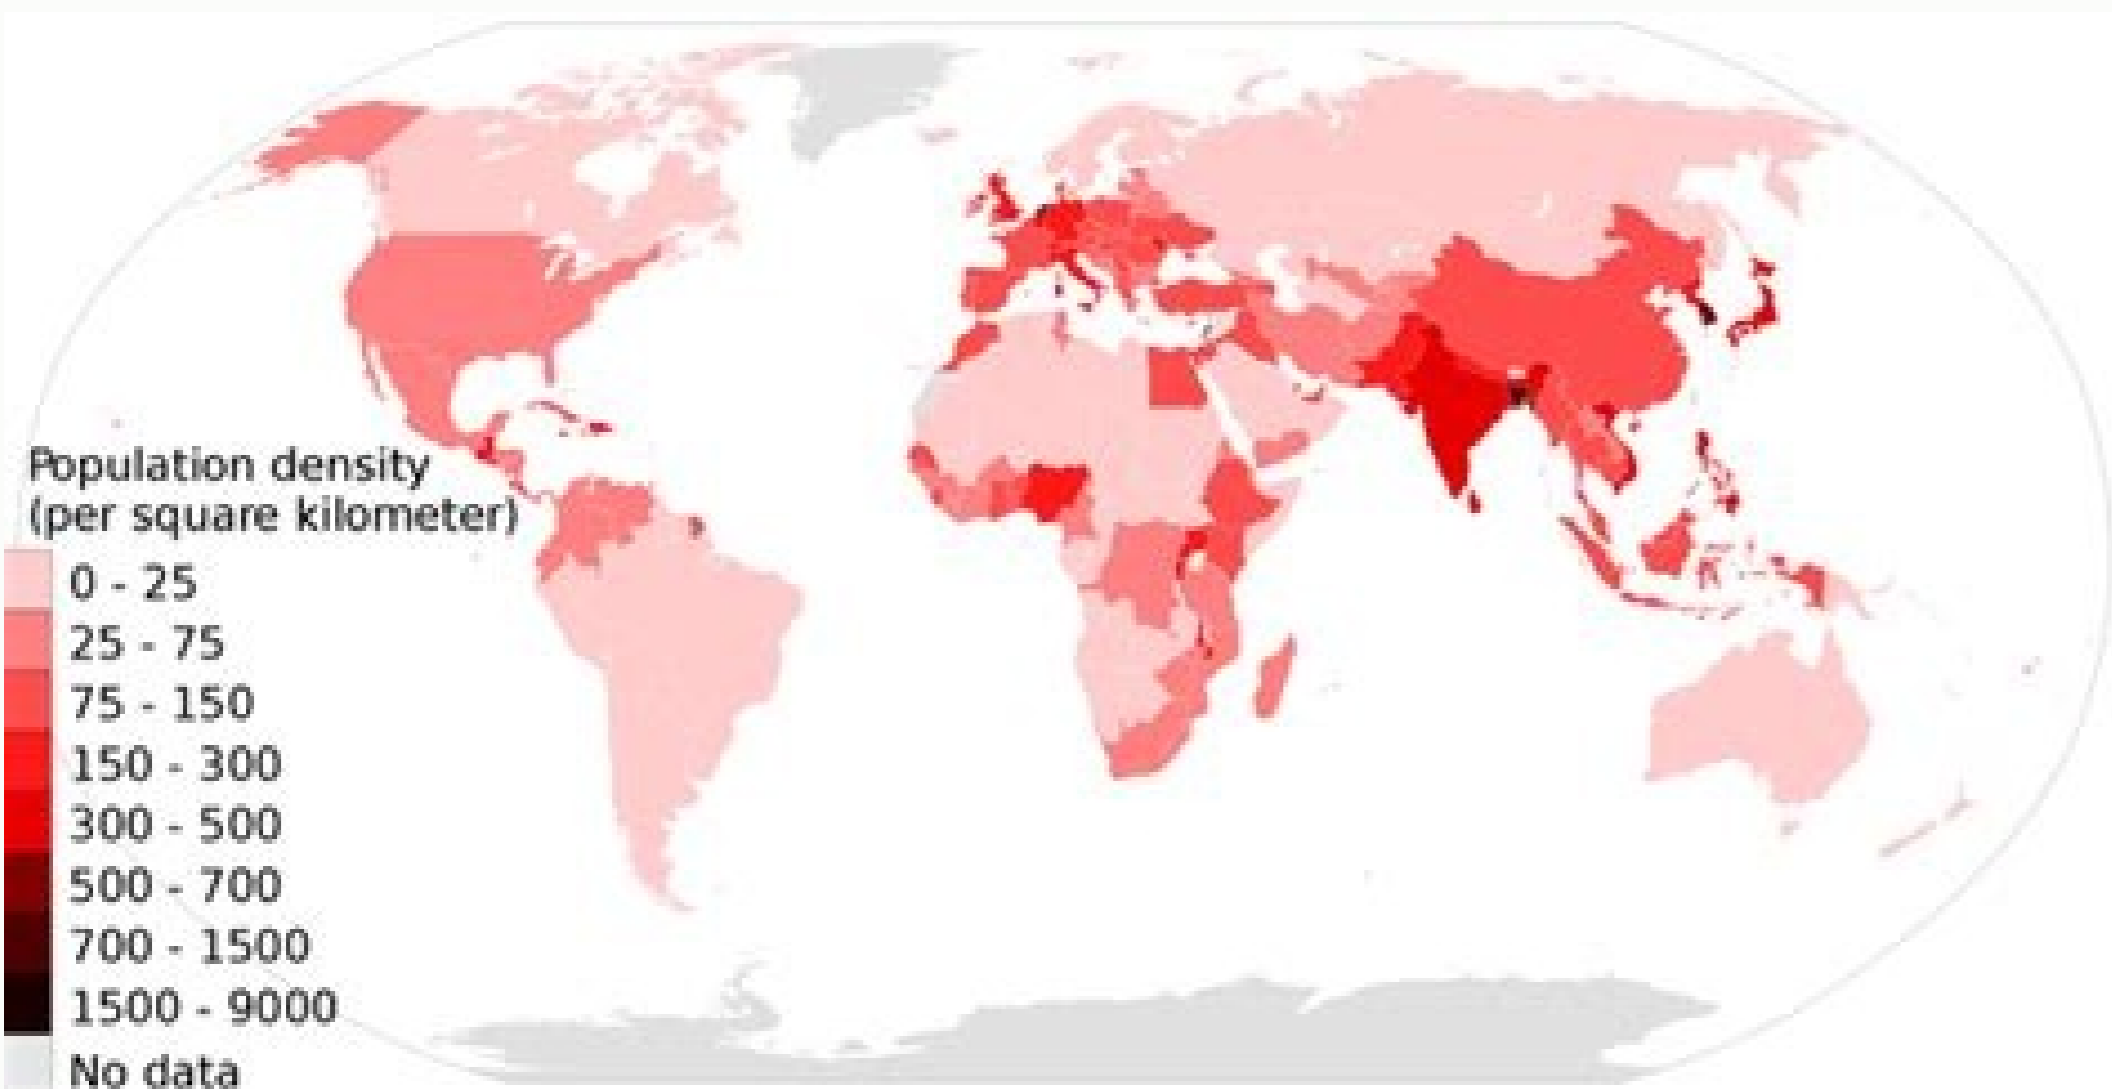 Population density
(per square kilometer)
0 - 25
25 - 75
75 - 150
150 - 300
300 - 500
500 - 700
700 - 1500
1500 - 9000
No data